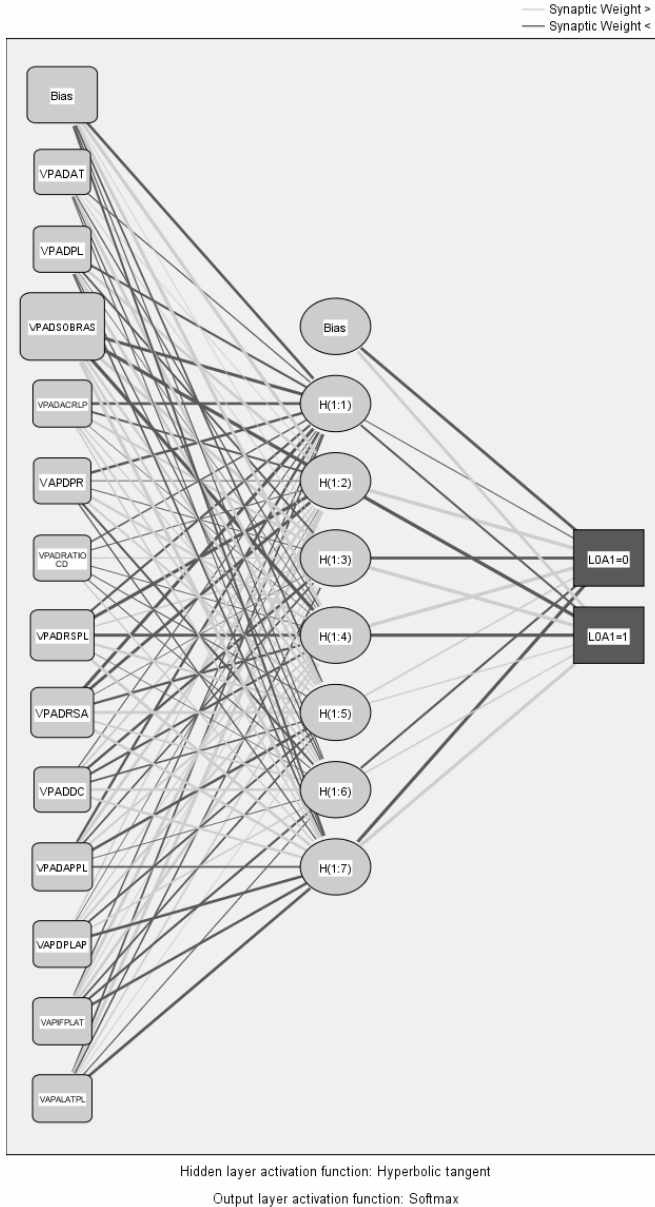 Synaptic Weight >
Synaptic Weight <
Bias
VPADAT
VPADPL
VPADSOBRAS
VPADACRLP
VAPDPR
VPADRATIO
CD
VPADRSPL
VPADRSA
VPADDC
VPADAPPL
VAPDPLAP
VAPIFPLAT
VAPALATPL
Bias
H(1:1)
H(1:2)
H(1:3)
H(1:4)
H(1:5)
H(1:6)
H(1:7)
L0A1=0
L0A1=1
Hidden layer activation function: Hyperbolic tangent
Output layer activation function: Softmax